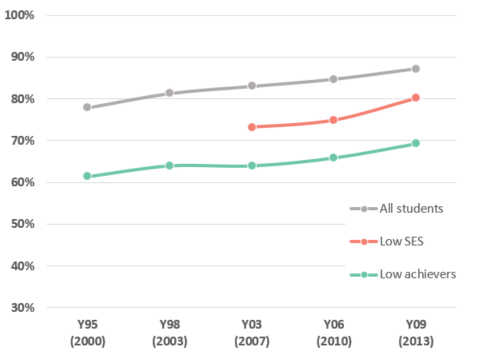 100%
90%
80%
70%
60%
50%
40%
30%
All students
Low SES
Low achievers
Y95 Y98 Y03 Y06 Y09
(2000) (2003) (2007) (2010) (2013)